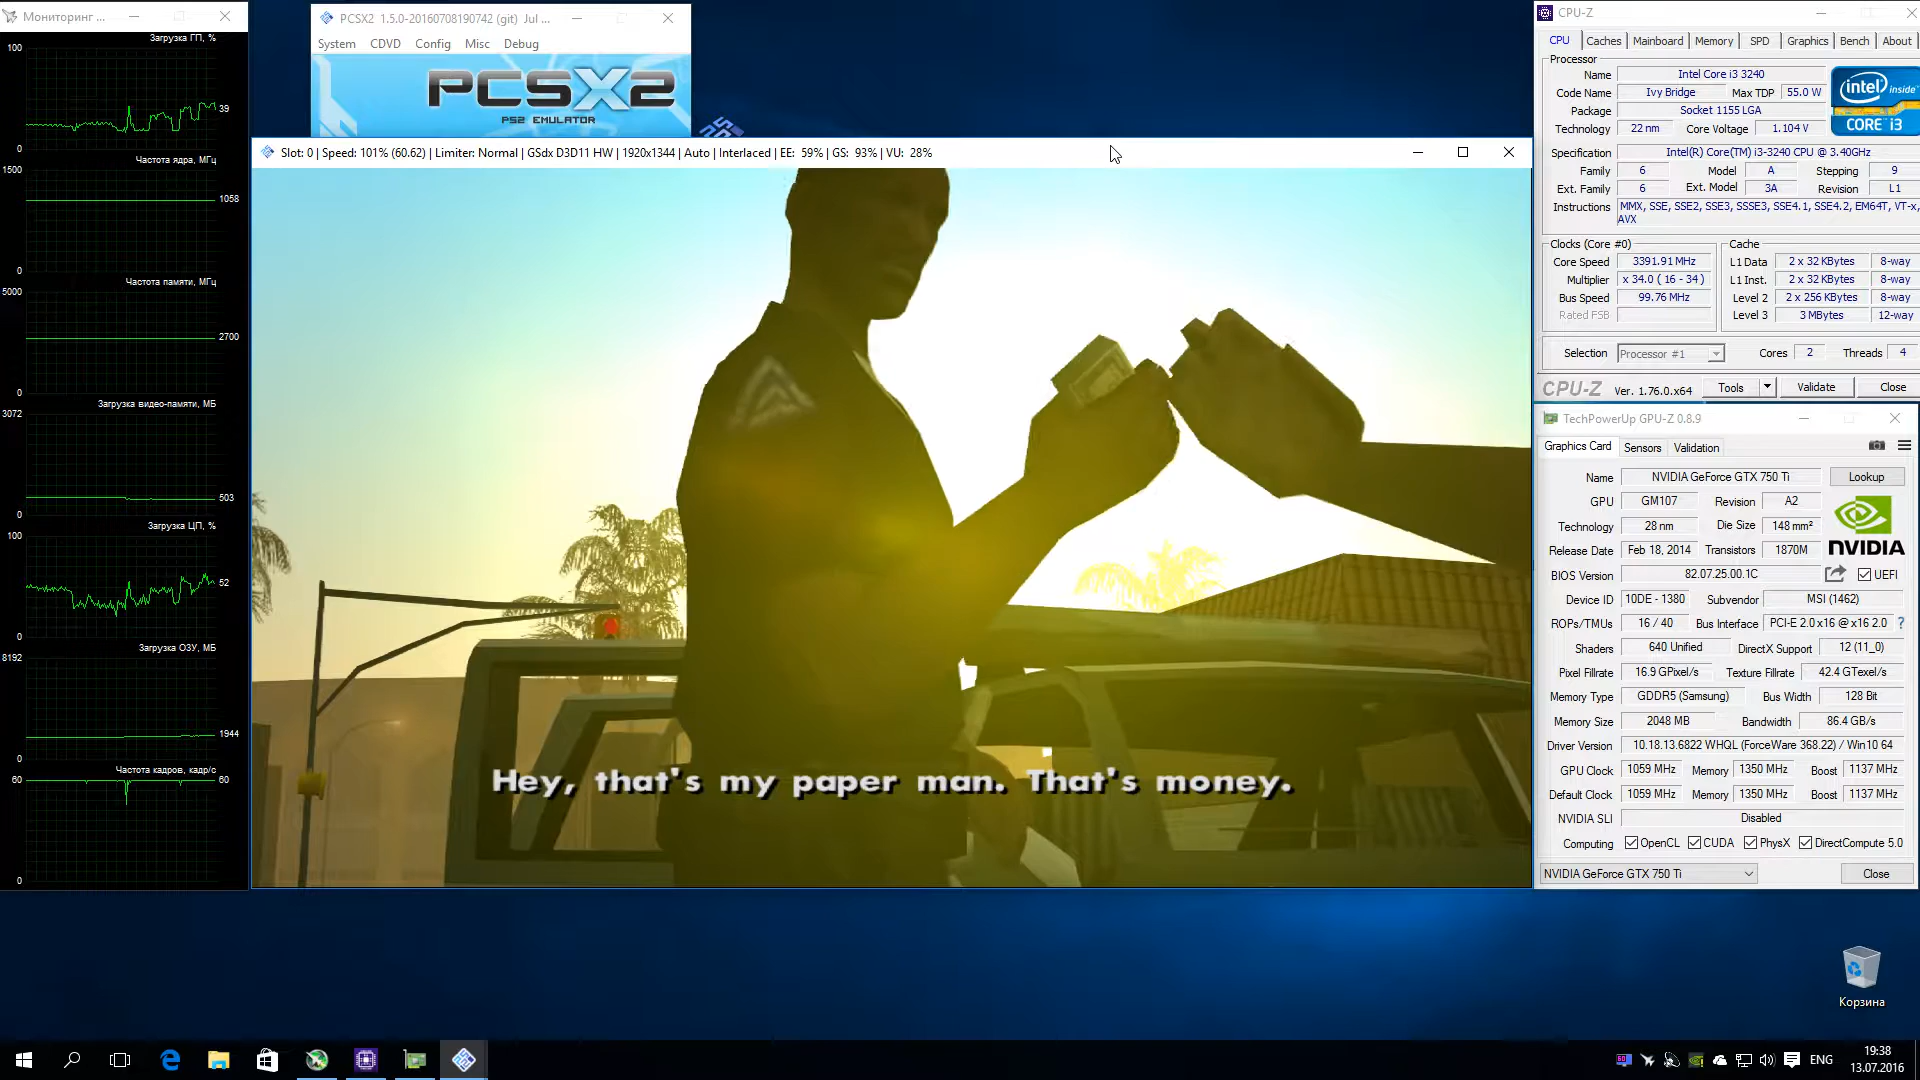 Мониторинг ...
Загрузка ГП, %
100
39
0
Частота ядра, МГц
1500
1058
0
Частота памяти, МГц
5000
2700
0
Загрузка видео-памяти, МБ
3072
503
0
Загрузка ЦП, %
100
52
0
Загрузка ОЗУ, МБ
8192
1944
0
Частота кадров, кадр/с
60
60
0
PCSX2 1.5.0-20160708190742 (git) Jul ...
System CDVD Config Misc Debug
PCSX2
PS2 EMULATOR
Slot: 0 | Speed: 101% (60.62) | Limiter: Normal | GSdx D3D11 HW | 1920x1344 | Auto | Interlaced | EE: 59% | GS: 93% | VU: 28%
Hey, that's my paper man. That's money.
CPU-Z
CPU Caches Mainboard Memory SPD Graphics Bench About
Processor
Name Intel Core i3 3240
Code Name Ivy Bridge Max TDP 55.0 W
Package Socket 1155 LGA
Technology 22 nm Core Voltage 1.104 V
intel inside
CORE i3
Specification Intel(R) Core(TM) i3-3240 CPU @ 3.40GHz
Family 6 Model A Stepping 9
Ext. Family 6 Ext. Model 3A Revision L1
Instructions MMX, SSE, SSE2, SSE3, SSSE3, SSE4.1, SSE4.2, EM64T, VT-x,
AVX
Clocks (Core #0)
Core Speed 3391.91 MHz
Multiplier x 34.0 ( 16 - 34 )
Bus Speed 99.76 MHz
Rated FSB
Cache
L1 Data 2 x 32 KBytes 8-way
L1 Inst. 2 x 32 KBytes 8-way
Level 2 2 x 256 KBytes 8-way
Level 3 3 MBytes 12-way
Selection Processor #1 Cores 2 Threads 4
CPU-Z Ver. 1.76.0.x64 Tools Validate Close
TechPowerUp GPU-Z 0.8.9
Graphics Card Sensors Validation
Name NVIDIA GeForce GTX 750 Ti Lookup
GPU GM107 Revision A2
Technology 28 nm Die Size 148 mm²
Release Date Feb 18, 2014 Transistors 1870M
NVIDIA
BIOS Version 82.07.25.00.1C UEFI
Device ID 10DE - 1380 Subvendor MSI (1462)
ROPs/TMUs 16 / 40 Bus Interface PCI-E 2.0 x16 @ x16 2.0 ?
Shaders 640 Unified DirectX Support 12 (11_0)
Pixel Fillrate 16.9 GPixel/s Texture Fillrate 42.4 GTexel/s
Memory Type GDDR5 (Samsung) Bus Width 128 Bit
Memory Size 2048 MB Bandwidth 86.4 GB/s
Driver Version 10.18.13.6822 WHQL (ForceWare 368.22) / Win10 64
GPU Clock 1059 MHz Memory 1350 MHz Boost 1137 MHz
Default Clock 1059 MHz Memory 1350 MHz Boost 1137 MHz
NVIDIA SLI Disabled
Computing OpenCL CUDA PhysX DirectCompute 5.0
NVIDIA GeForce GTX 750 Ti Close
Корзина
60
ENG
19:38
13.07.2016